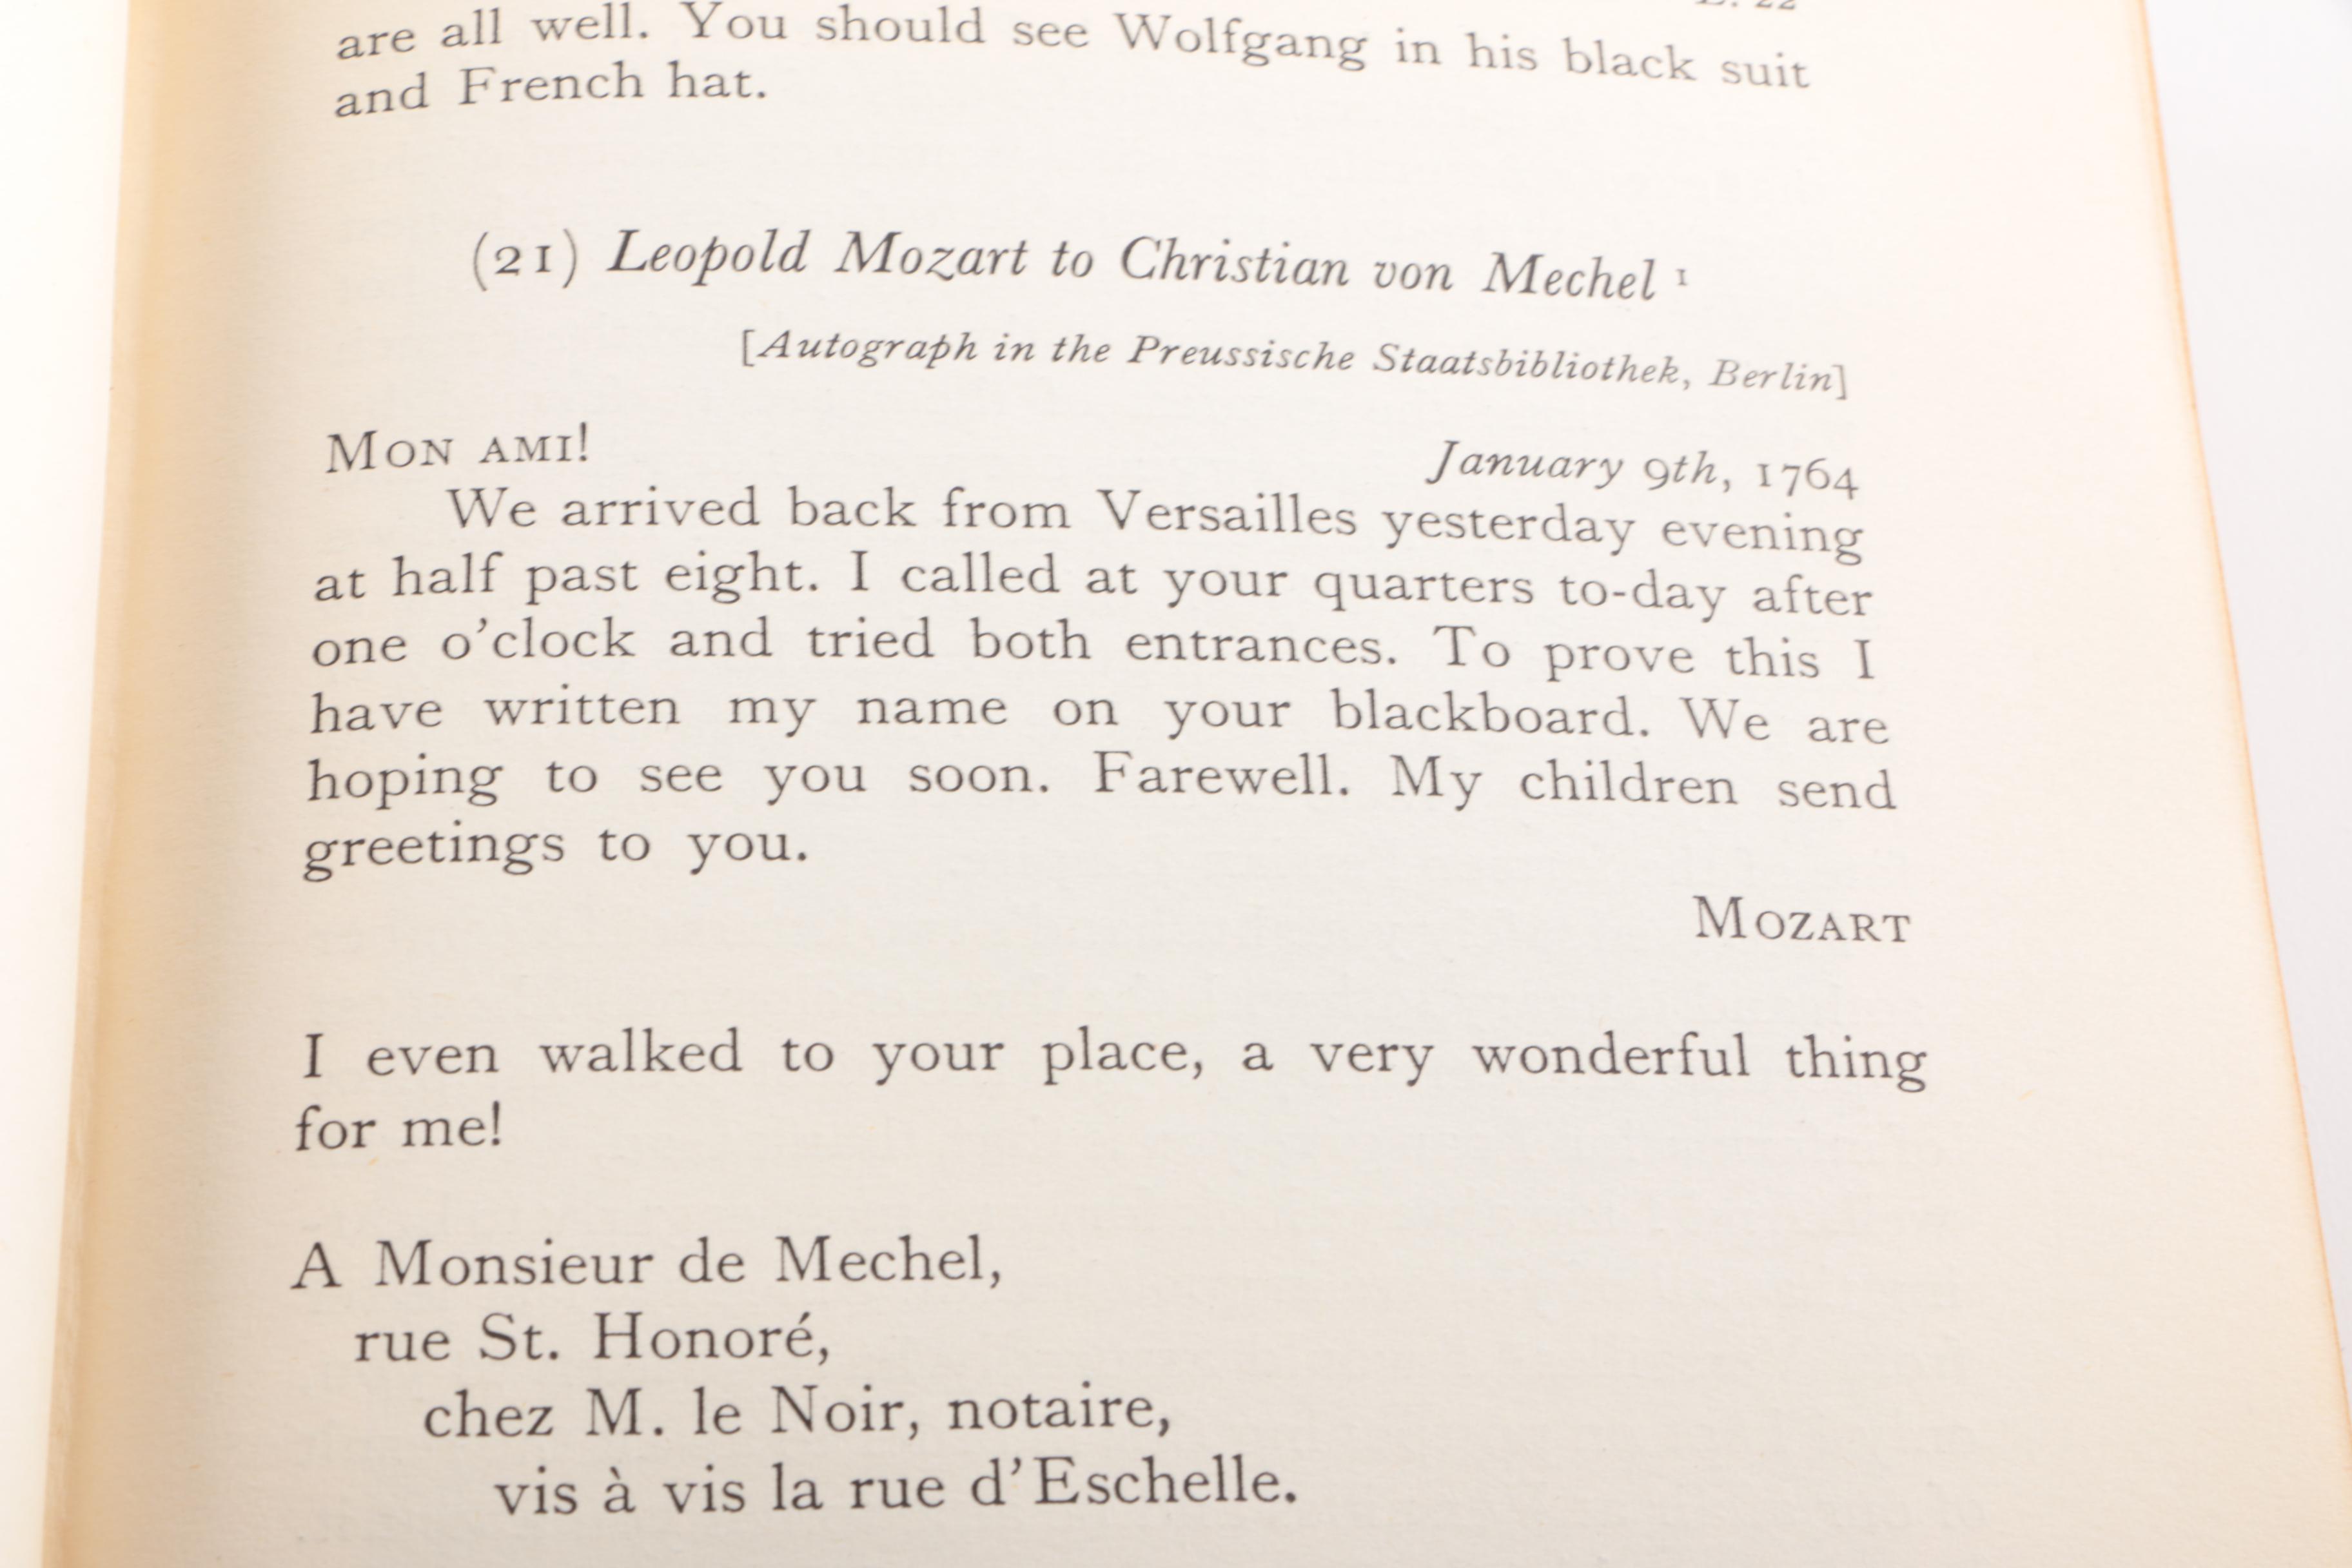 are all well. You should see Wolfgang in his black suit
and French hat.
(21) Leopold Mozart to Christian von Mechel ¹
[Autograph in the Preussische Staatsbibliothek, Berlin]
MON AMI!
January 9th, 1764
We arrived back from Versailles yesterday evening
at half past eight. I called at your quarters to-day after
one o'clock and tried both entrances. To prove this I
have written my name on your blackboard. We are
hoping to see you soon. Farewell. My children send
greetings to you.
MOZART
I even walked to your place, a very wonderful thing
for me!
A Monsieur de Mechel,
rue St. Honoré,
chez M. le Noir, notaire,
vis à vis la rue d'Eschelle.